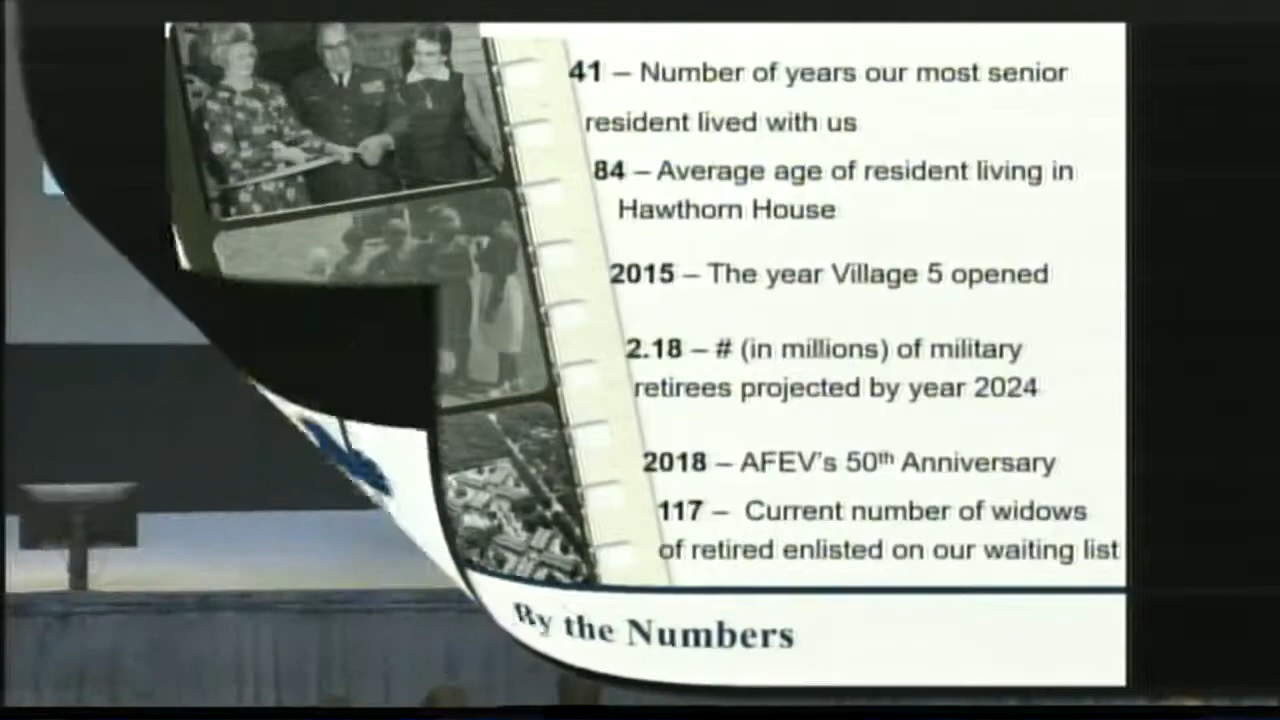 41 – Number of years our most senior
resident lived with us
84 – Average age of resident living in
Hawthorn House
2015 – The year Village 5 opened
2.18 – # (in millions) of military
retirees projected by year 2024
2018 – AFEV's 50th Anniversary
117 – Current number of widows
of retired enlisted on our waiting list
By the Numbers